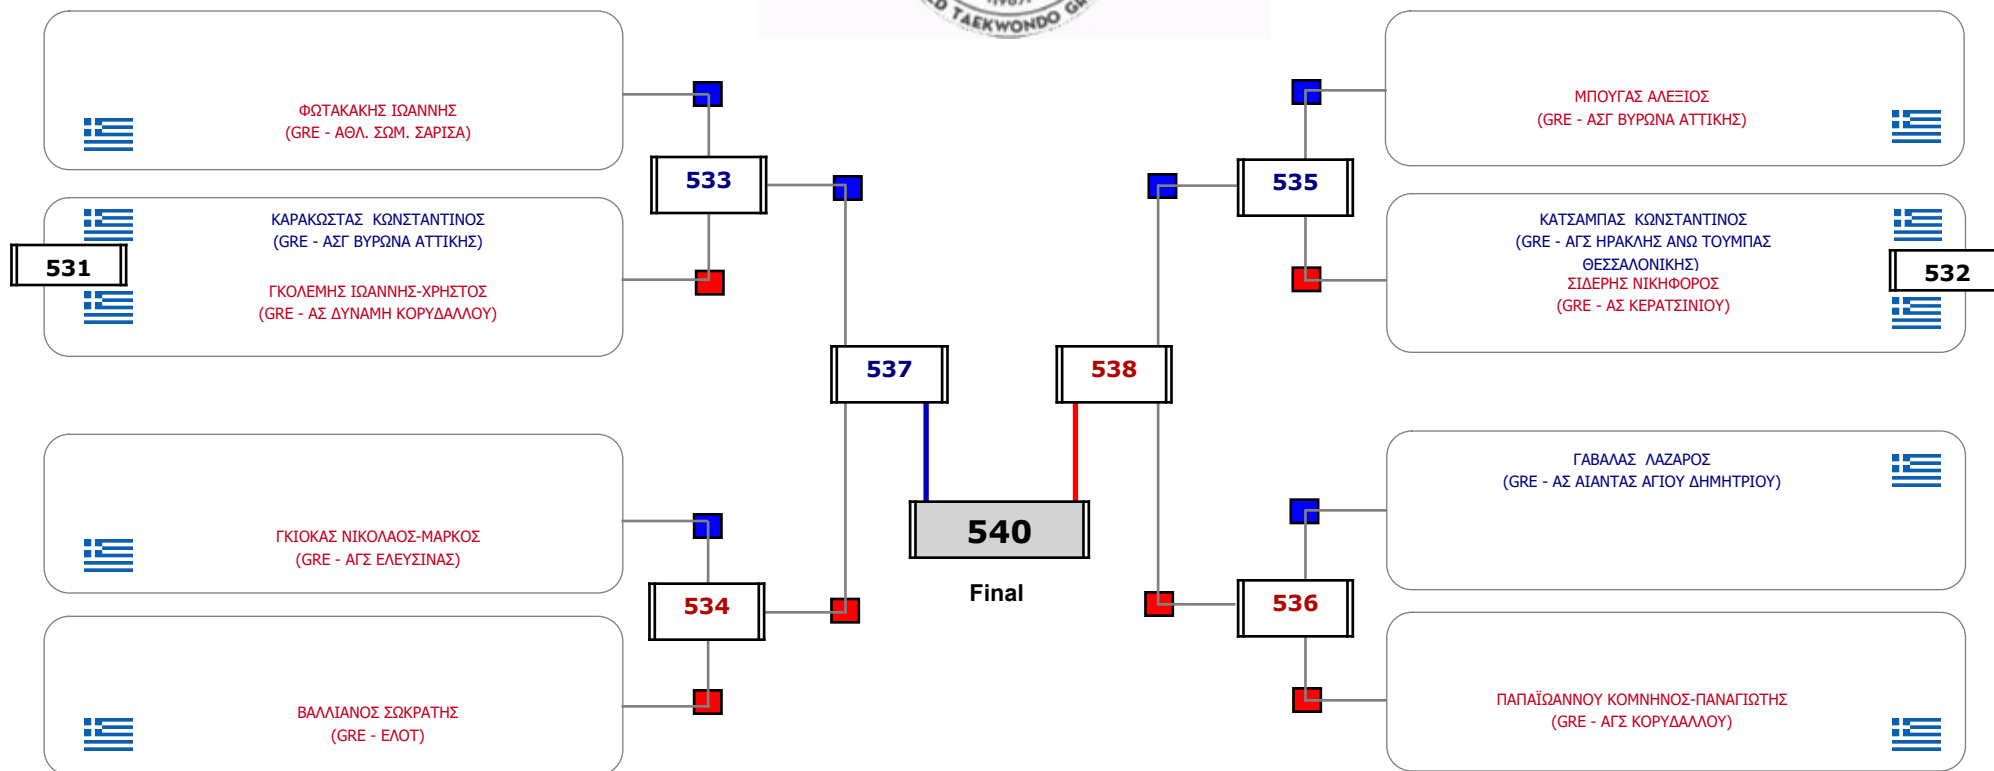 TAEKWONDO
ΦΩΤΑΚΑΚΗΣ ΙΩΑΝΝΗΣ
(GRE - ΑΘΛ. ΣΩΜ. ΣΑΡΙΣΑ)
533
ΚΑΡΑΚΩΣΤΑΣ ΚΩΝΣΤΑΝΤΙΝΟΣ
(GRE - ΑΣΓ ΒΥΡΩΝΑ ΑΤΤΙΚΗΣ)
531
ΓΚΟΛΕΜΗΣ ΙΩΑΝΝΗΣ-ΧΡΗΣΤΟΣ
(GRE - ΑΣ ΔΥΝΑΜΗ ΚΟΡΥΔΑΛΛΟΥ)
537
ΓΚΙΟΚΑΣ ΝΙΚΟΛΑΟΣ-ΜΑΡΚΟΣ
(GRE - ΑΓΣ ΕΛΕΥΣΙΝΑΣ)
534
ΒΑΛΛΙΑΝΟΣ ΣΩΚΡΑΤΗΣ
(GRE - ΕΛΟΤ)
540
Final
ΜΠΟΥΓΑΣ ΑΛΕΞΙΟΣ
(GRE - ΑΣΓ ΒΥΡΩΝΑ ΑΤΤΙΚΗΣ)
535
ΚΑΤΣΑΜΠΑΣ ΚΩΝΣΤΑΝΤΙΝΟΣ
(GRE - ΑΓΣ ΗΡΑΚΛΗΣ ΑΝΩ ΤΟΥΜΠΑΣ
ΘΕΣΣΑΛΟΝΙΚΗΣ)
532
ΣΙΔΕΡΗΣ ΝΙΚΗΦΟΡΟΣ
(GRE - ΑΣ ΚΕΡΑΤΣΙΝΙΟΥ)
538
ΓΑΒΑΛΑΣ ΛΑΖΑΡΟΣ
(GRE - ΑΣ ΑΙΑΝΤΑΣ ΑΓΙΟΥ ΔΗΜΗΤΡΙΟΥ)
536
ΠΑΠΑΪΩΑΝΝΟΥ ΚΟΜΝΗΝΟΣ-ΠΑΝΑΓΙΩΤΗΣ
(GRE - ΑΓΣ ΚΟΡΥΔΑΛΛΟΥ)